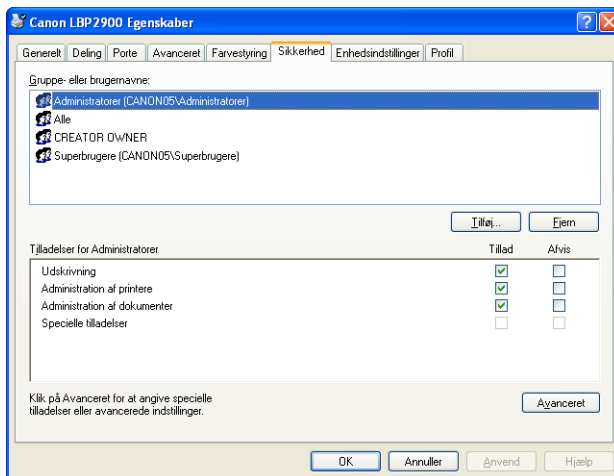 Canon LBP2900 Egenskaber
Generelt Deling Porte Avanceret Farvestyring Sikkerhed Enhedsindstillinger Profil
Gruppe- eller brugernavne:
Administratorer (CANON05\Administratorer)
Alle
CREATOR OWNER
Superbrugere (CANON05\Superbrugere)
Tilføj... Fjern
Tilladelser for Administratorer Tillad Afvis
Udskrivning
Administration af printere
Administration af dokumenter
Specielle tilladelser
Klik på Avanceret for at angive specielle
tilladelser eller avancerede indstillinger.
Avanceret
OK Annuller Anvend Hjælp